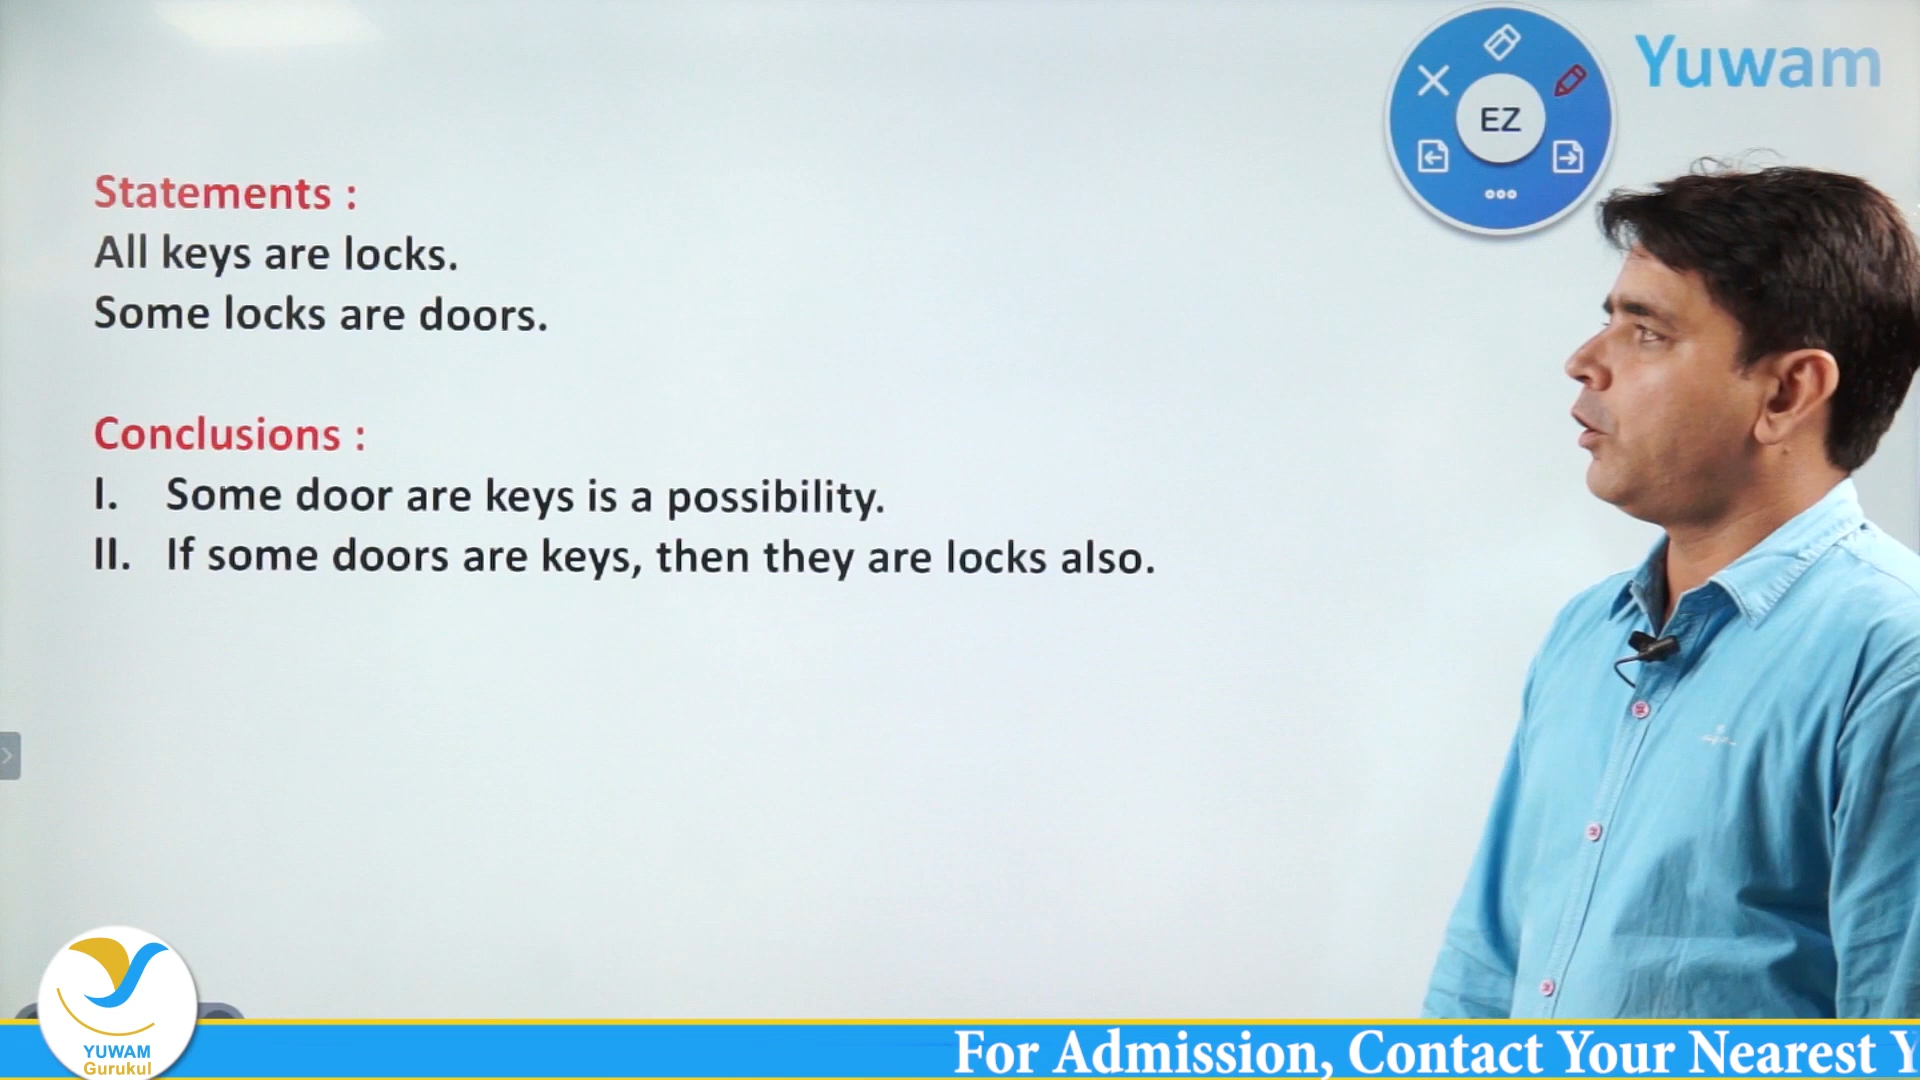 Yuwam
EZ
Statements :
All keys are locks.
Some locks are doors.
Conclusions :
I. Some door are keys is a possibility.
II. If some doors are keys, then they are locks also.
YUWAM
Gurukul
For Admission, Contact Your Nearest Y